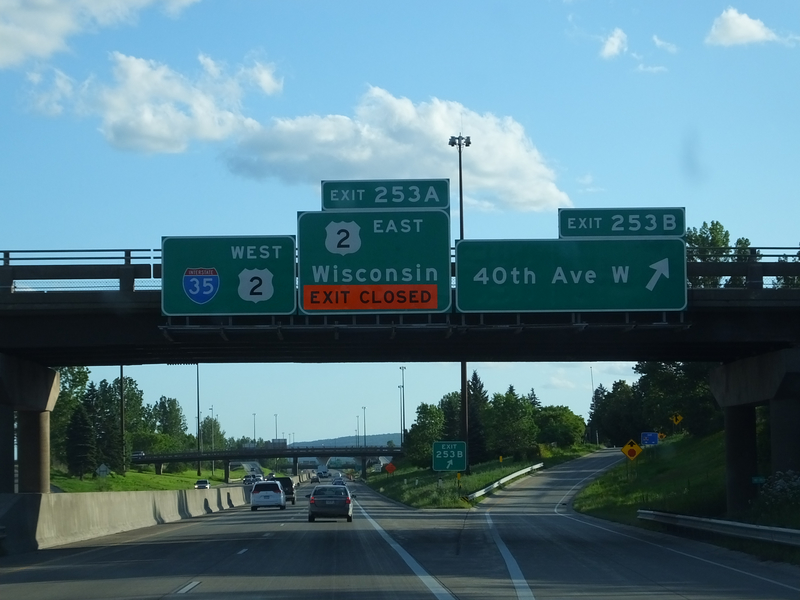 WEST
INTERSTATE
35
2
EXIT 253A
2 EAST
Wisconsin
EXIT CLOSED
EXIT 253B
40th Ave W
EXIT
253B